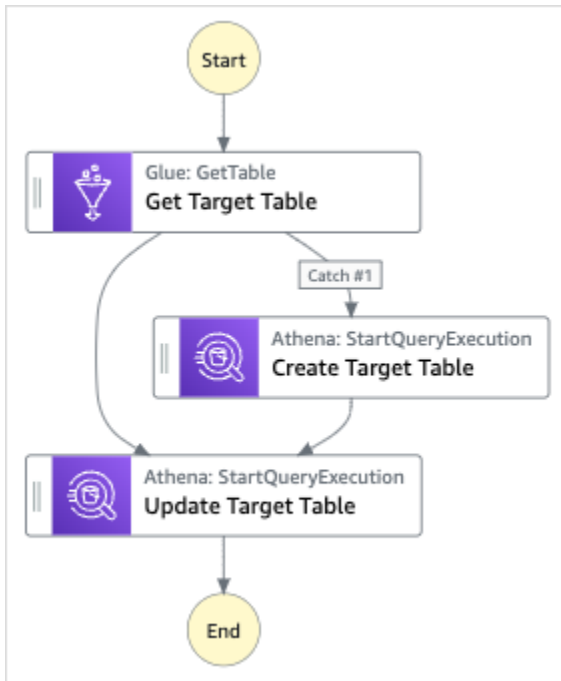 Start
Glue: GetTable
Get Target Table
Catch #1
Athena: StartQueryExecution
Create Target Table
Athena: StartQueryExecution
Update Target Table
End